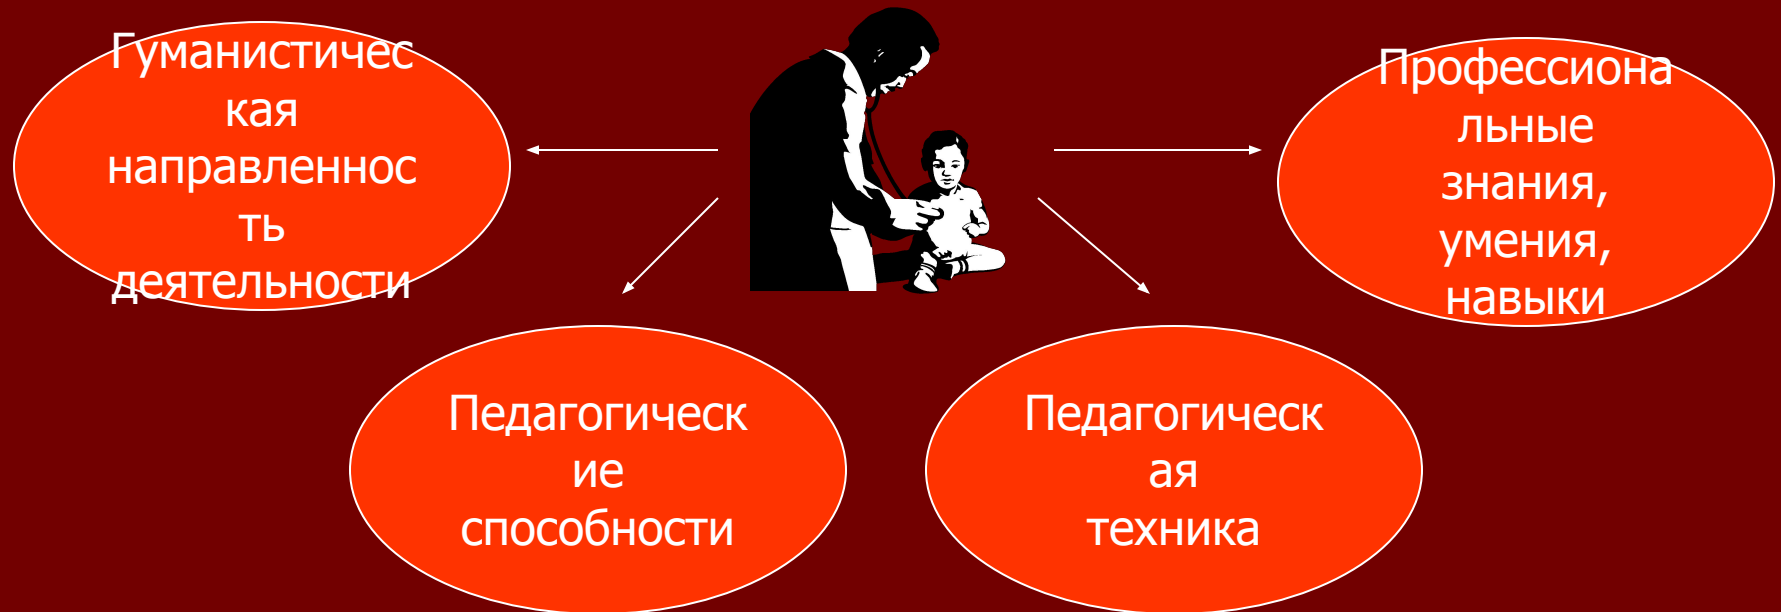 Гуманистичес
кая
направленнос
ть
деятельности
Профессиона
льные
знания,
умения,
навыки
Педагогическ
ие
способности
Педагогическ
ая
техника